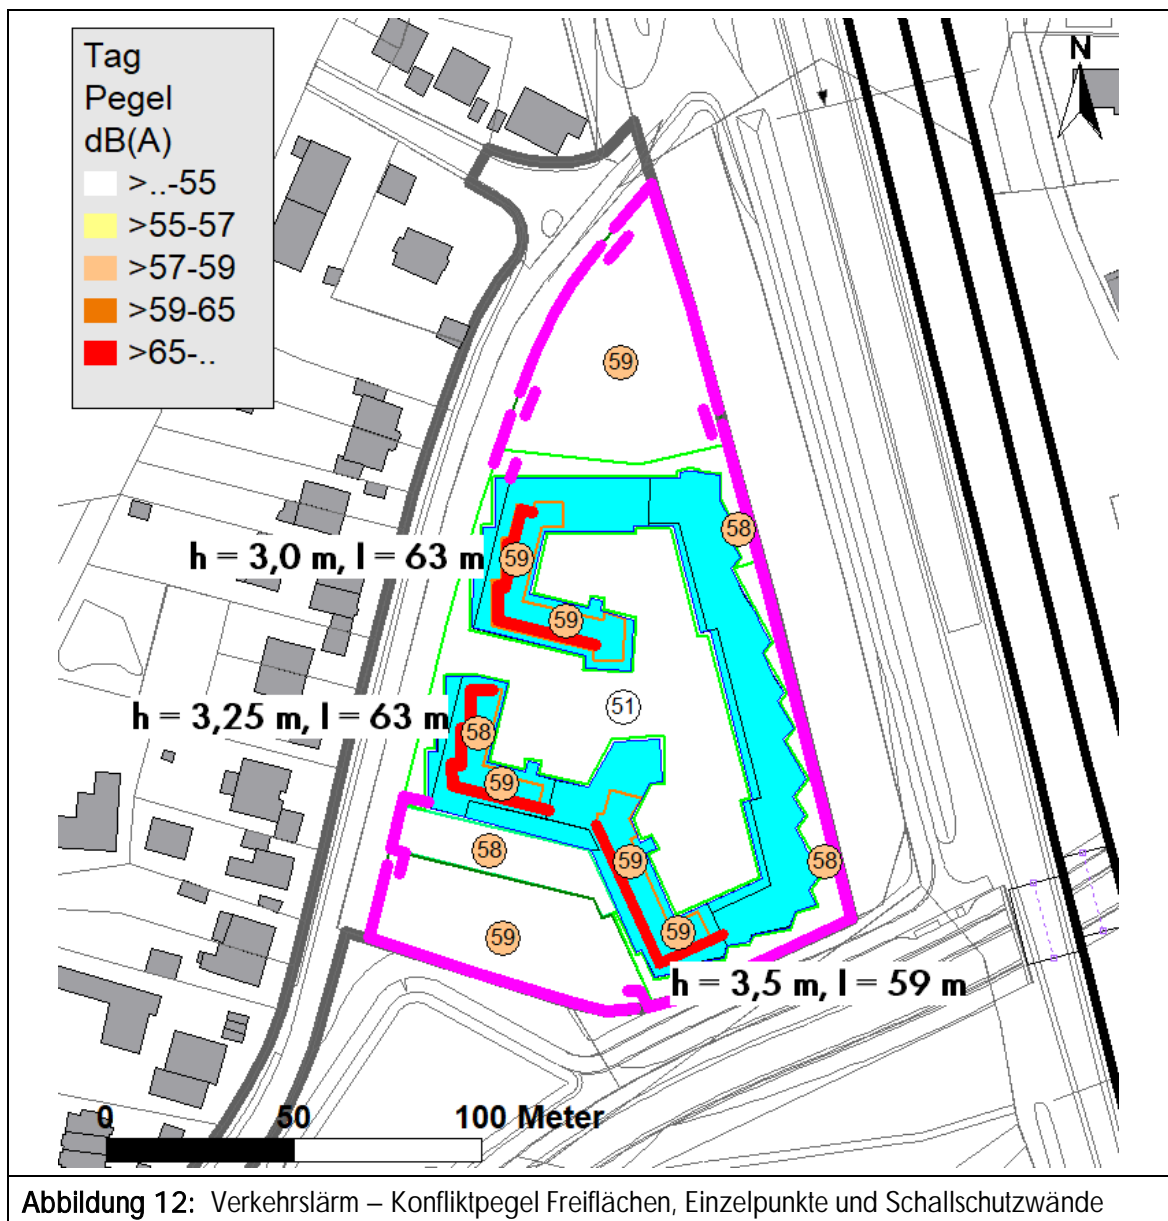 Tag
Pegel
dB(A)
>..-55
>55-57
>57-59
>59-65
>65-..
N
59
58
h = 3,0 m, l = 63 m
59
59
51
h = 3,25 m, l = 63 m
58
59
58
59
58
59
59
h = 3,5 m, l = 59 m
0 50 100 Meter
Abbildung 12: Verkehrslärm – Konfliktpegel Freiflächen, Einzelpunkte und Schallschutzwände